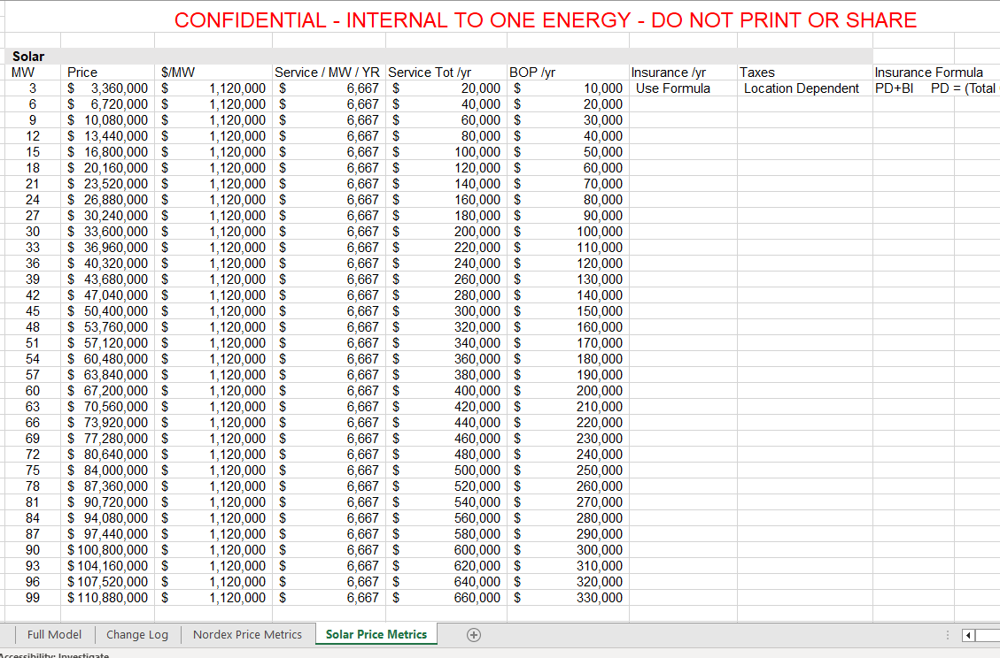 CONFIDENTIAL - INTERNAL TO ONE ENERGY - DO NOT PRINT OR SHARE
Solar
MW Price $/MW Service / MW / YR Service Tot /yr BOP /yr Insurance /yr Taxes Insurance Formula
3 $ 3,360,000 $ 1,120,000 $ 6,667 $ 20,000 $ 10,000 Use Formula Location Dependent PD+BI PD = (Total
6 $ 6,720,000 $ 1,120,000 $ 6,667 $ 40,000 $ 20,000
9 $ 10,080,000 $ 1,120,000 $ 6,667 $ 60,000 $ 30,000
12 $ 13,440,000 $ 1,120,000 $ 6,667 $ 80,000 $ 40,000
15 $ 16,800,000 $ 1,120,000 $ 6,667 $ 100,000 $ 50,000
18 $ 20,160,000 $ 1,120,000 $ 6,667 $ 120,000 $ 60,000
21 $ 23,520,000 $ 1,120,000 $ 6,667 $ 140,000 $ 70,000
24 $ 26,880,000 $ 1,120,000 $ 6,667 $ 160,000 $ 80,000
27 $ 30,240,000 $ 1,120,000 $ 6,667 $ 180,000 $ 90,000
30 $ 33,600,000 $ 1,120,000 $ 6,667 $ 200,000 $ 100,000
33 $ 36,960,000 $ 1,120,000 $ 6,667 $ 220,000 $ 110,000
36 $ 40,320,000 $ 1,120,000 $ 6,667 $ 240,000 $ 120,000
39 $ 43,680,000 $ 1,120,000 $ 6,667 $ 260,000 $ 130,000
42 $ 47,040,000 $ 1,120,000 $ 6,667 $ 280,000 $ 140,000
45 $ 50,400,000 $ 1,120,000 $ 6,667 $ 300,000 $ 150,000
48 $ 53,760,000 $ 1,120,000 $ 6,667 $ 320,000 $ 160,000
51 $ 57,120,000 $ 1,120,000 $ 6,667 $ 340,000 $ 170,000
54 $ 60,480,000 $ 1,120,000 $ 6,667 $ 360,000 $ 180,000
57 $ 63,840,000 $ 1,120,000 $ 6,667 $ 380,000 $ 190,000
60 $ 67,200,000 $ 1,120,000 $ 6,667 $ 400,000 $ 200,000
63 $ 70,560,000 $ 1,120,000 $ 6,667 $ 420,000 $ 210,000
66 $ 73,920,000 $ 1,120,000 $ 6,667 $ 440,000 $ 220,000
69 $ 77,280,000 $ 1,120,000 $ 6,667 $ 460,000 $ 230,000
72 $ 80,640,000 $ 1,120,000 $ 6,667 $ 480,000 $ 240,000
75 $ 84,000,000 $ 1,120,000 $ 6,667 $ 500,000 $ 250,000
78 $ 87,360,000 $ 1,120,000 $ 6,667 $ 520,000 $ 260,000
81 $ 90,720,000 $ 1,120,000 $ 6,667 $ 540,000 $ 270,000
84 $ 94,080,000 $ 1,120,000 $ 6,667 $ 560,000 $ 280,000
87 $ 97,440,000 $ 1,120,000 $ 6,667 $ 580,000 $ 290,000
90 $ 100,800,000 $ 1,120,000 $ 6,667 $ 600,000 $ 300,000
93 $ 104,160,000 $ 1,120,000 $ 6,667 $ 620,000 $ 310,000
96 $ 107,520,000 $ 1,120,000 $ 6,667 $ 640,000 $ 320,000
99 $ 110,880,000 $ 1,120,000 $ 6,667 $ 660,000 $ 330,000
Full Model Change Log Nordex Price Metrics Solar Price Metrics
Accessibility: Investigate